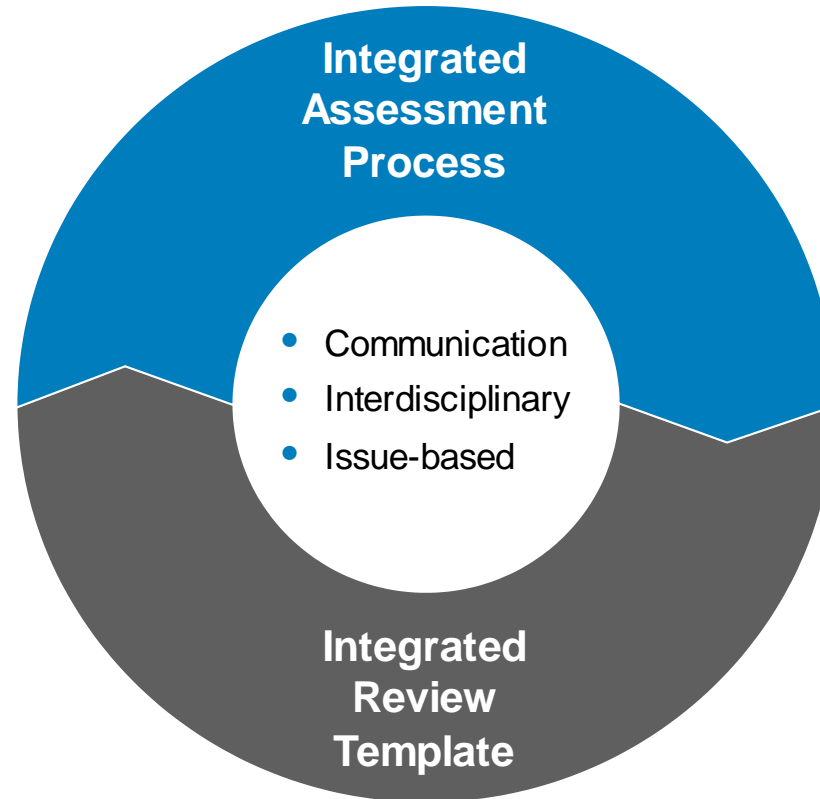 Integrated
Assessment
Process
• Communication
• Interdisciplinary
• Issue-based
Integrated
Review
Template